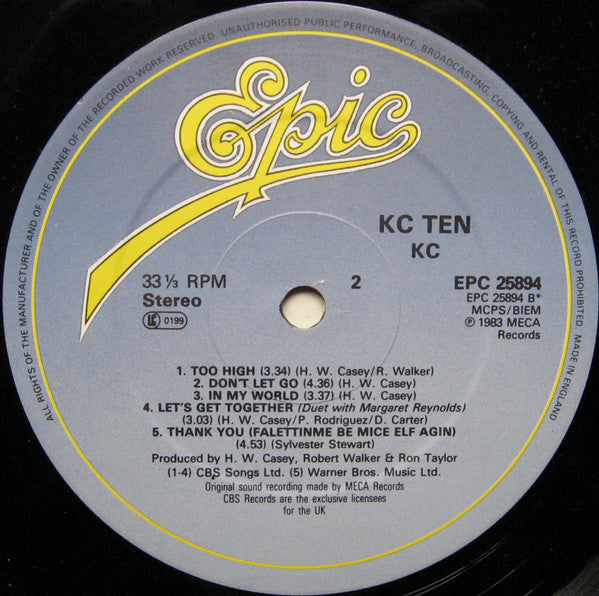 ALL RIGHTS OF THE MANUFACTURER AND OF THE OWNER OF THE RECORDED WORK RESERVED UNAUTHORISED PUBLIC PERFORMANCE, BROADCASTING, COPYING AND RENTAL OF THIS RECORD PROHIBITED. MADE IN ENGLAND
Epic
KC TEN
KC
33⅓ RPM
Stereo
LC 0199
2
EPC 25894
EPC 25894 B*
MCPS/BIEM
℗ 1983 MECA
Records
1. TOO HIGH (3.34) (H. W. Casey/R. Walker)
2. DON'T LET GO (4.36) (H. W. Casey)
3. IN MY WORLD (3.37) (H. W. Casey)
4. LET'S GET TOGETHER (Duet with Margaret Reynolds)
(3.03) (H. W. Casey/P. Rodriguez/D. Carter)
5. THANK YOU (FALETTINME BE MICE ELF AGIN)
(4.53) (Sylvester Stewart)
Produced by H. W. Casey, Robert Walker & Ron Taylor
(1-4) CBS Songs Ltd. (5) Warner Bros. Music Ltd.
Original sound recording made by MECA Records
CBS Records are the exclusive licensees
for the UK